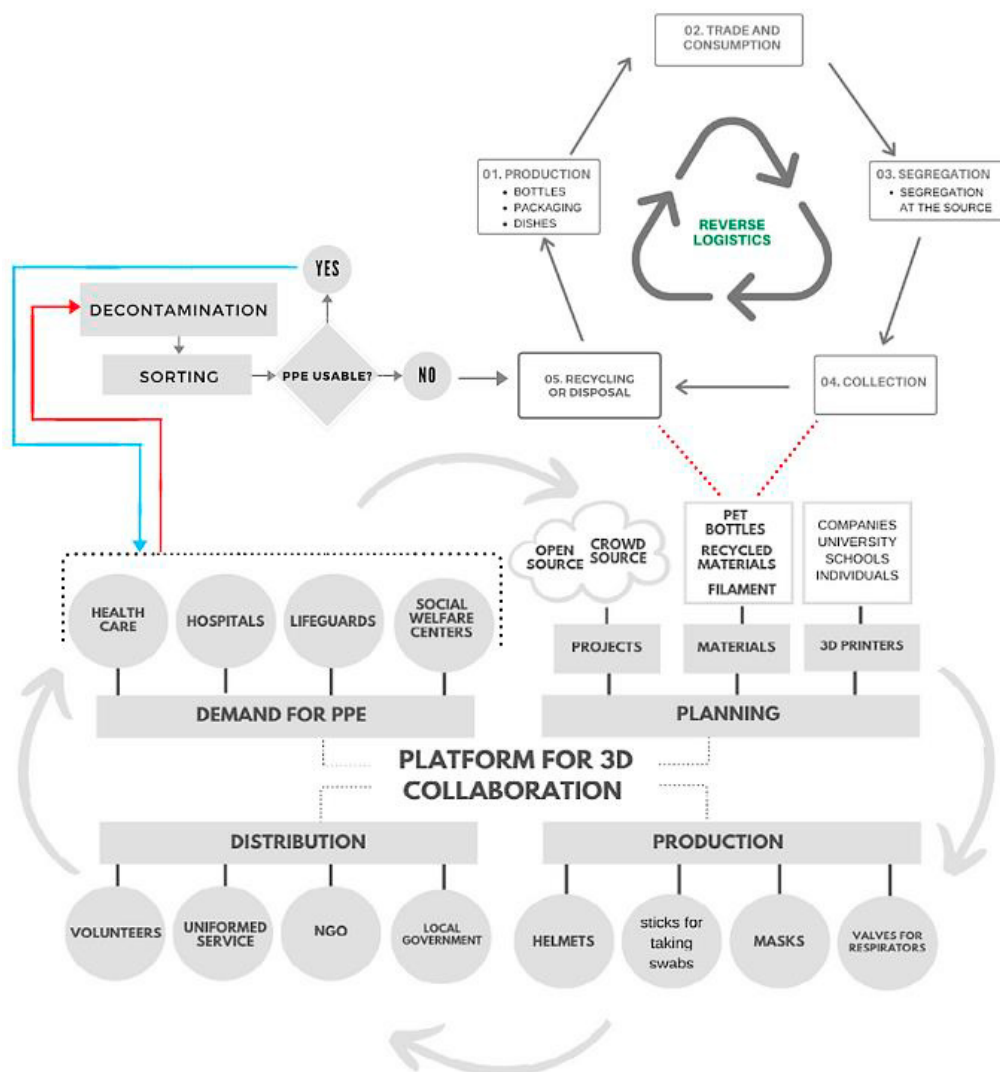 02. TRADE AND
CONSUMPTION
01. PRODUCTION
• BOTTLES
• PACKAGING
• DISHES
03. SEGREGATION
• SEGREGATION
AT THE SOURCE
REVERSE
LOGISTICS
YES
DECONTAMINATION
SORTING
PPE USABLE?
NO
05. RECYCLING
OR DISPOSAL
04. COLLECTION
OPEN
SOURCE
CROWD
SOURCE
PET
BOTTLES
RECYCLED
MATERIALS
FILAMENT
COMPANIES
UNIVERSITY
SCHOOLS
INDIVIDUALS
HEALTH
CARE
HOSPITALS
LIFEGUARDS
SOCIAL
WELFARE
CENTERS
PROJECTS
MATERIALS
3D PRINTERS
DEMAND FOR PPE
PLANNING
PLATFORM FOR 3D
COLLABORATION
DISTRIBUTION
PRODUCTION
VOLUNTEERS
UNIFORMED
SERVICE
NGO
LOCAL
GOVERNMENT
HELMETS
sticks for
taking
swabs
MASKS
VALVES FOR
RESPIRATORS